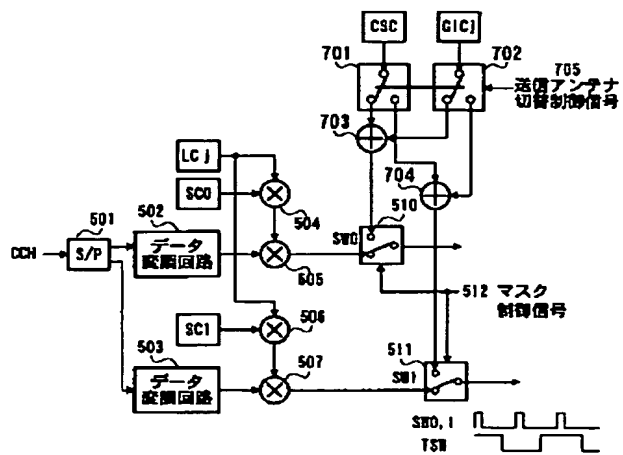 CSC
GICj
701
702
705
送信アンテナ
切替制御信号
703
LCj
704
SC0
504
510
501
502
SW0
CCH
S/P
データ
変調回路
505
512 マスク
制御信号
SC1
506
503
507
511
データ
変調回路
SW1
SW0,1
TSW